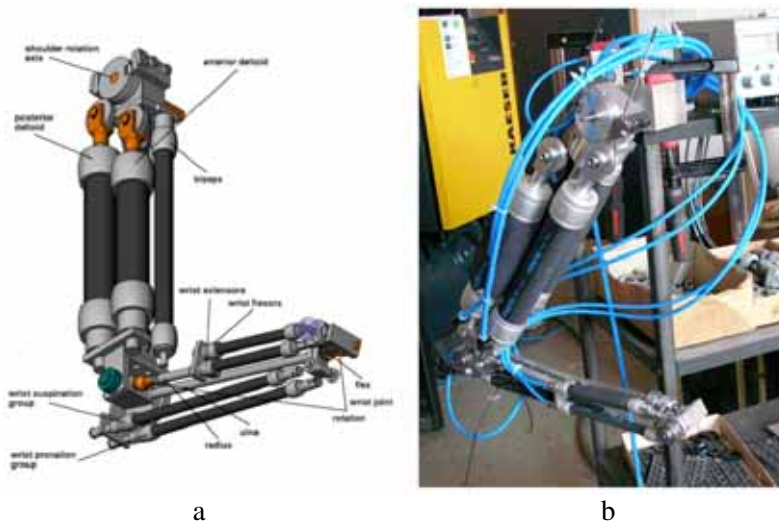 shoulder rotation
axis
anterior deltoid
posterior
deltoid
biceps
wrist extensors
wrist flexors
flex
wrist joint
rotation
ulna
radius
wrist suspination
group
wrist pronation
group
KAESER
a
b